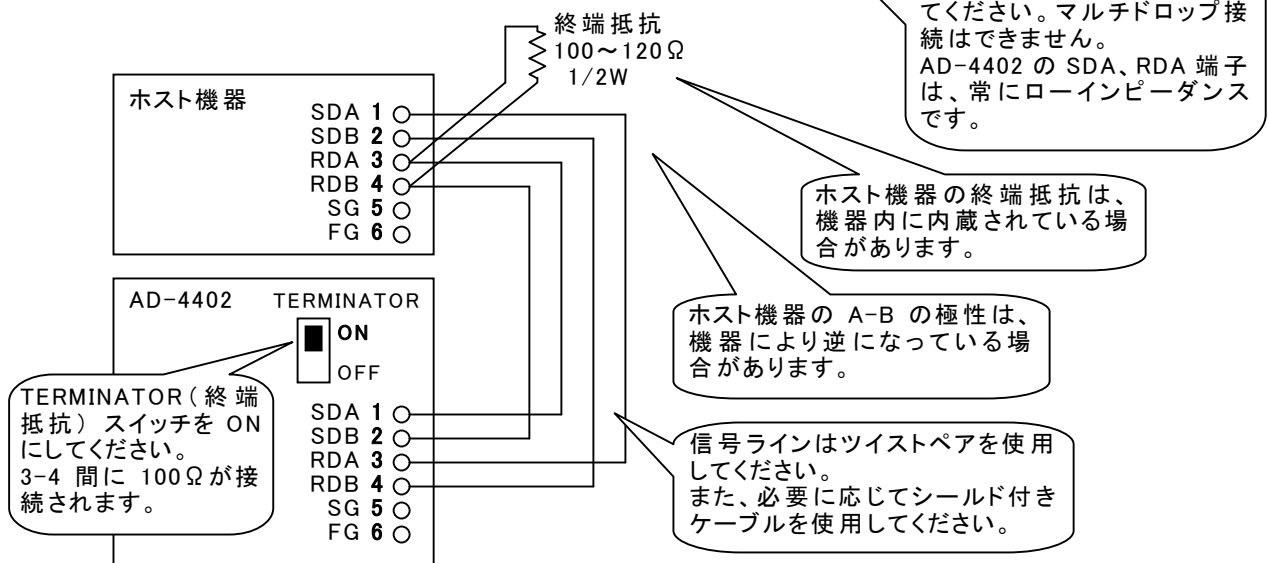 てください。マルチドロップ接
続はできません。
AD-4402 の SDA、RDA 端子
は、常にローインピーダンス
です。
終端抵抗
100～120Ω
1/2W
ホスト機器
SDA 1
SDB 2
RDA 3
RDB 4
SG 5
FG 6
ホスト機器の終端抵抗は、
機器内に内蔵されている場
合があります。
ホスト機器の A-B の極性は、
機器により逆になっている場
合があります。
AD-4402 TERMINATOR
ON
OFF
TERMINATOR（終端
抵抗）スイッチを ON
にしてください。
3-4 間に 100Ωが接
続されます。
SDA 1
SDB 2
RDA 3
RDB 4
SG 5
FG 6
信号ラインはツイストペアを使用
してください。
また、必要に応じてシールド付き
ケーブルを使用してください。